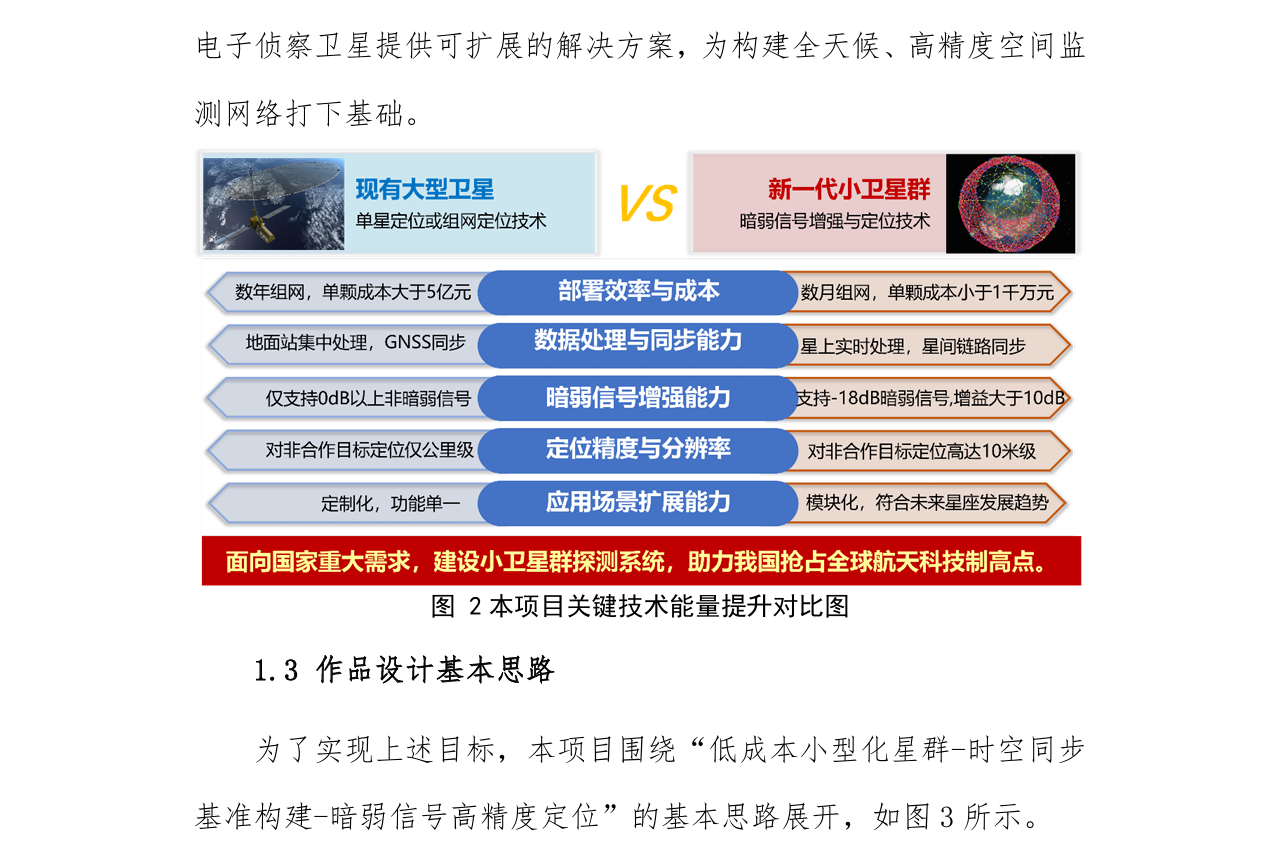 电子侦察卫星提供可扩展的解决方案，为构建全天候、高精度空间监
测网络打下基础。
现有大型卫星
单星定位或组网定位技术
VS
新一代小卫星群
暗弱信号增强与定位技术
数年组网，单颗成本大于5亿元
部署效率与成本
数月组网，单颗成本小于1千万元
地面站集中处理，GNSS同步
数据处理与同步能力
星上实时处理，星间链路同步
仅支持0dB以上非暗弱信号
暗弱信号增强能力
支持-18dB暗弱信号,增益大于10dB
对非合作目标定位仅公里级
定位精度与分辨率
对非合作目标定位高达10米级
定制化，功能单一
应用场景扩展能力
模块化，符合未来星座发展趋势
面向国家重大需求，建设小卫星群探测系统，助力我国抢占全球航天科技制高点。
图 2本项目关键技术能量提升对比图
1.3 作品设计基本思路
为了实现上述目标，本项目围绕“低成本小型化星群-时空同步
基准构建-暗弱信号高精度定位”的基本思路展开，如图 3 所示。